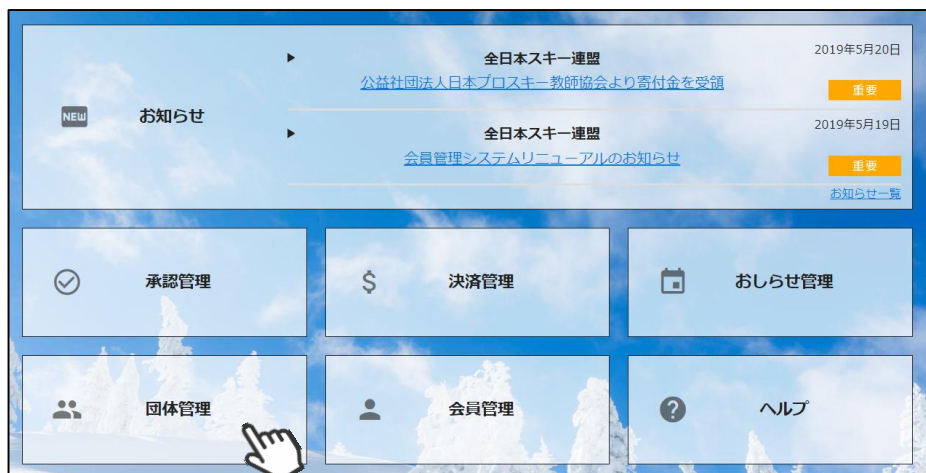 全日本スキー連盟
2019年5月20日
公益社団法人日本プロスキー教師協会より寄付金を受領
重要
NEW
お知らせ
全日本スキー連盟
2019年5月19日
会員管理システムリニューアルのお知らせ
重要
お知らせ一覧
承認管理
$
決済管理
おしらせ管理
団体管理
会員管理
?
ヘルプ